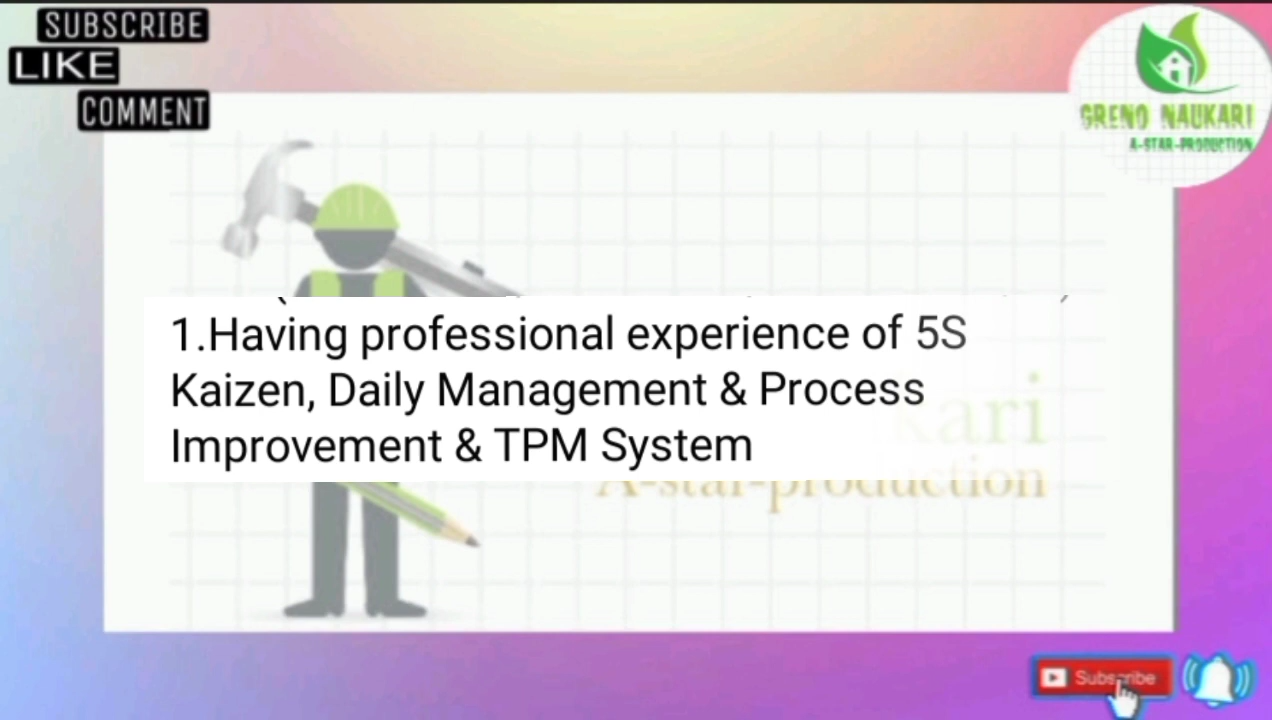 SUBSCRIBE
LIKE
COMMENT
GRENO NAUKARI
A-STAR-PRODUCTION
1.Having professional experience of 5S
Kaizen, Daily Management & Process
Improvement & TPM System
kari
A-star-production
Subscribe